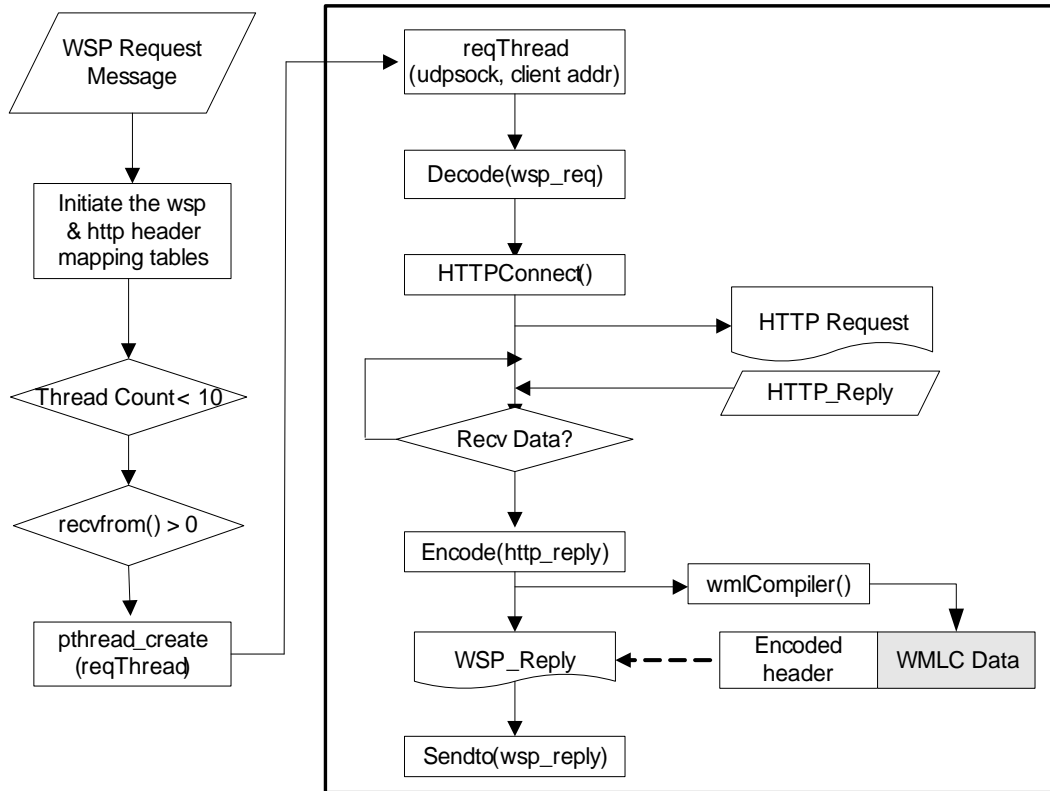 WSP Request
Message
Initiate the wsp
& http header
mapping tables
Thread Count < 10
recvfrom() > 0
pthread_create
(reqThread)
reqThread
(udpsock, client addr)
Decode(wsp_req)
HTTPConnect()
HTTP Request
HTTP_Reply
Recv Data?
Encode(http_reply)
wmlCompiler()
WSP_Reply
Encoded
header
WMLC Data
Sendto(wsp_reply)